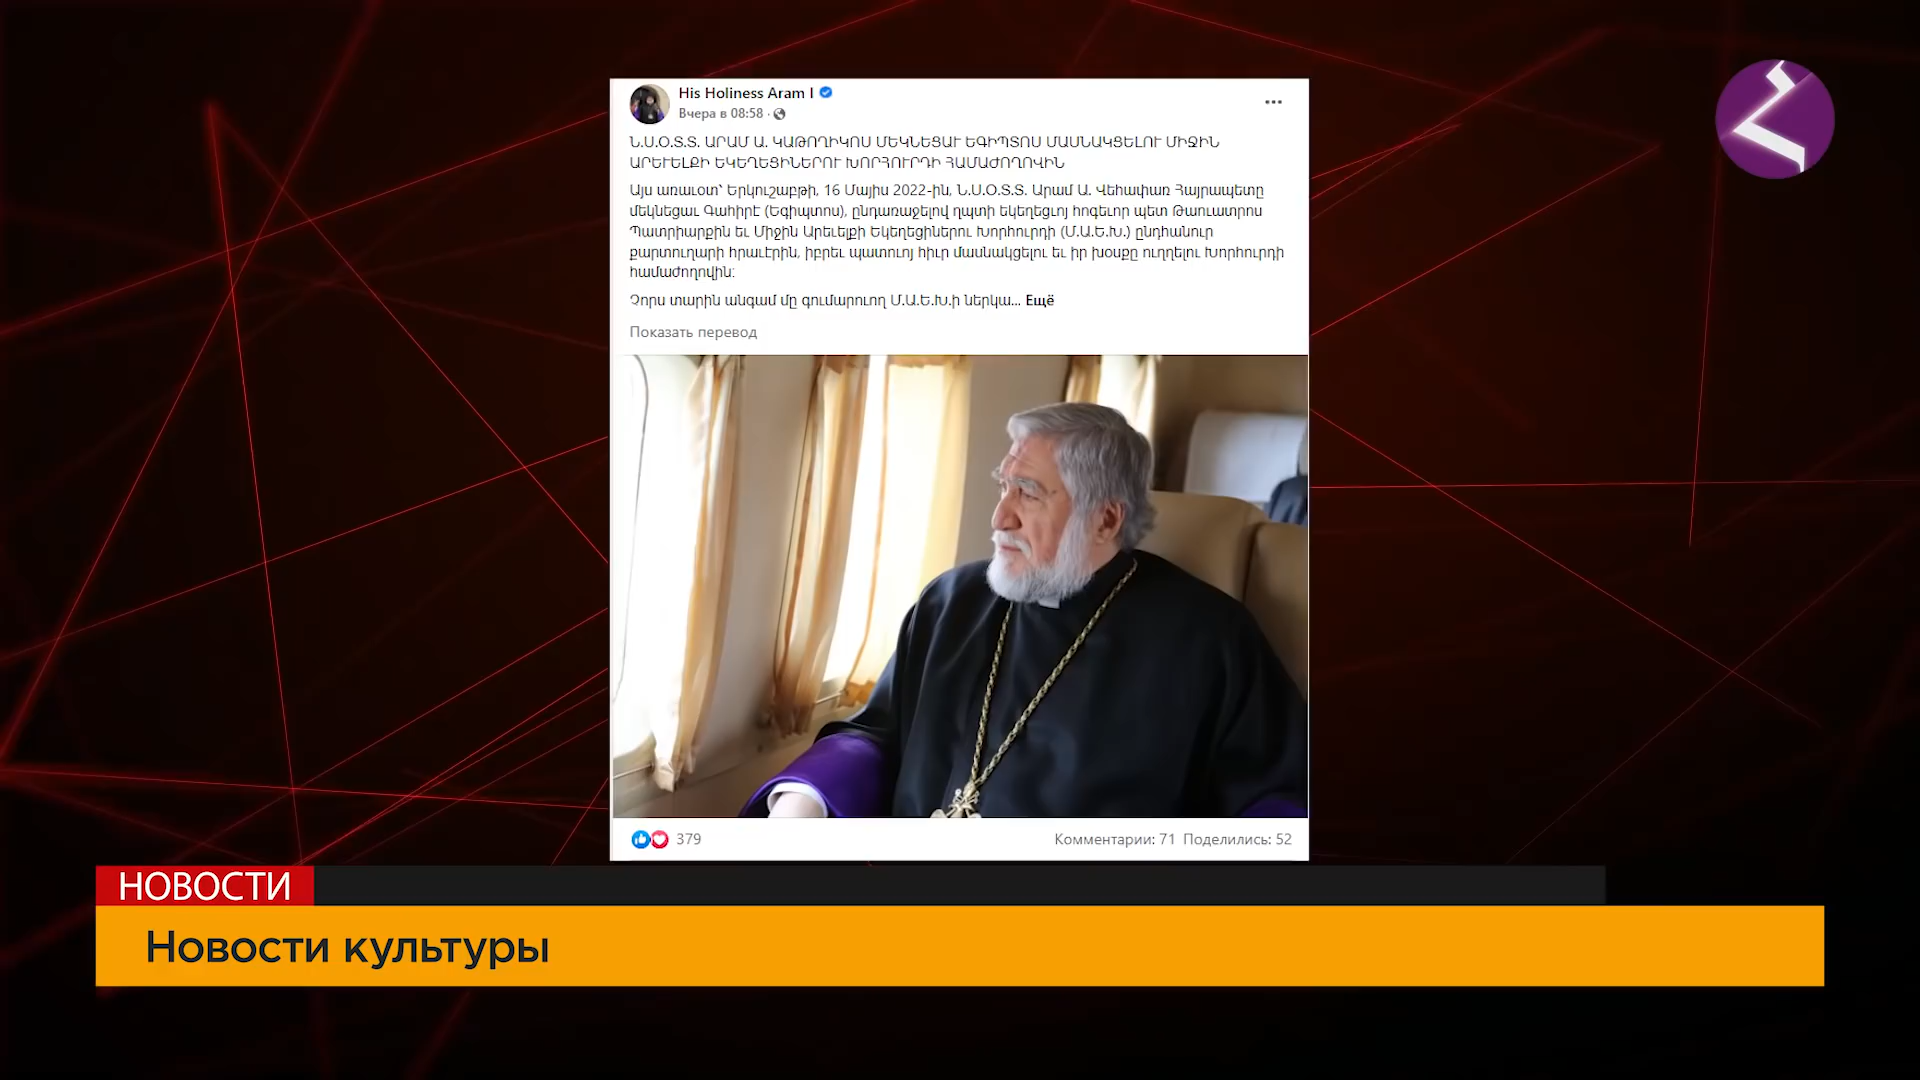 His Holiness Aram I
Вчера в 08:58 ·
Ն.Ս.Օ.Տ.Տ. ԱՐԱՄ Ա. ԿԱԹՈՂԻԿՈՍ ՄԵԿՆԵՑԱՒ ԵԳԻՊՏՈՍ ՄԱՍՆԱԿՑԵԼՈՒ ՄԻՋԻՆ
ԱՐԵՒԵԼՔԻ ԵԿԵՂԵՑԻՆԵՐՈՒ ԽՈՐՀՈՒՐԴԻ ՀԱՄԱԺՈՂՈՎԻՆ
Այս առաւօտ՝ Երկուշաբթի, 16 Մայիս 2022-ին, Ն.Ս.Օ.Տ.Տ. Արամ Ա. Վեհափառ Հայրապետը
մեկնեցաւ Գահիրէ (Եգիպտոս), ընդառաջելով ղպտի եկեղեցւոյ հոգեւոր պետ Թաուատրոս
Պատրիարքին եւ Միջին Արեւելքի Եկեղեցիներու Խորհուրդի (Մ.Ա.Ե.Խ.) ընդհանուր
քարտուղարի հրաւէրին, իբրեւ պատուոյ հիւր մասնակցելու եւ իր խօսքը ուղղելու Խորհուրդի
համաժողովին։
Չորս տարին անգամ մը գումարուող Մ.Ա.Ե.Խ.ի ներկա... Ещё
Показать перевод
379
Комментарии: 71 Поделились: 52
НОВОСТИ
Новости культуры